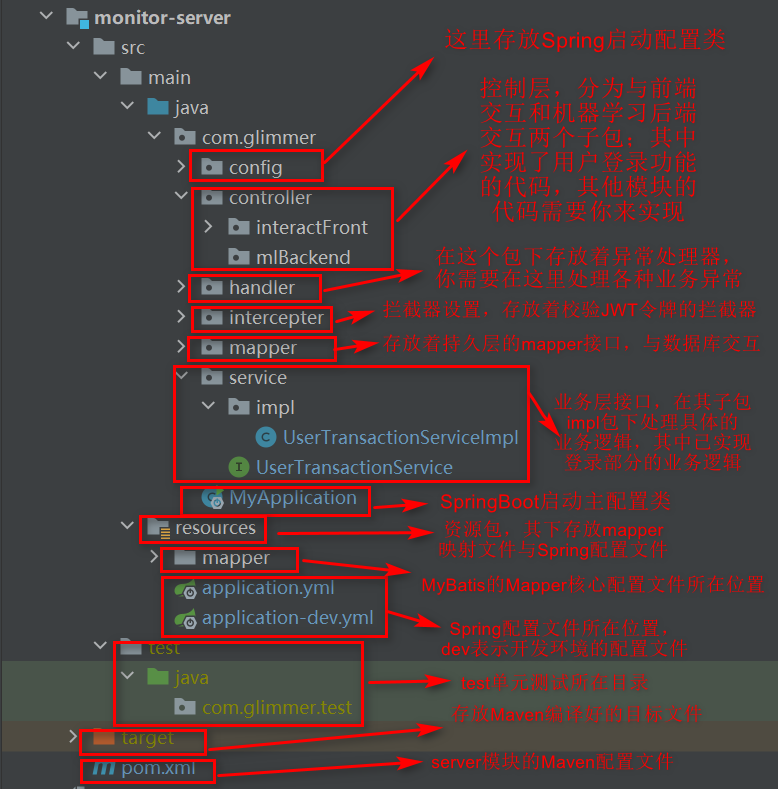 monitor-server
src
main
java
com.glimmer
config
controller
interactFront
mlBackend
handler
intercepter
mapper
service
impl
UserTransactionServiceImpl
UserTransactionService
MyApplication
resources
mapper
application.yml
application-dev.yml
test
java
com.glimmer.test
target
pom.xml
这里存放Spring启动配置类
控制层，分为与前端
交互和机器学习后端
交互两个子包；其中
实现了用户登录功能
的代码，其他模块的
代码需要你来实现
在这个包下存放着异常处理器，
你需要在这里处理各种业务异常
拦截器设置，存放着校验JWT令牌的拦截器
存放着持久层的mapper接口，与数据库交互
业务层接口，在其子包
impl包下处理具体的
业务逻辑，其中已实现
登录部分的业务逻辑
SpringBoot启动主配置类
资源包，其下存放mapper
映射文件与Spring配置文件
MyBatis的Mapper核心配置文件所在位置
Spring配置文件所在位置，
dev表示开发环境的配置文件
test单元测试所在目录
存放Maven编译好的目标文件
server模块的Maven配置文件